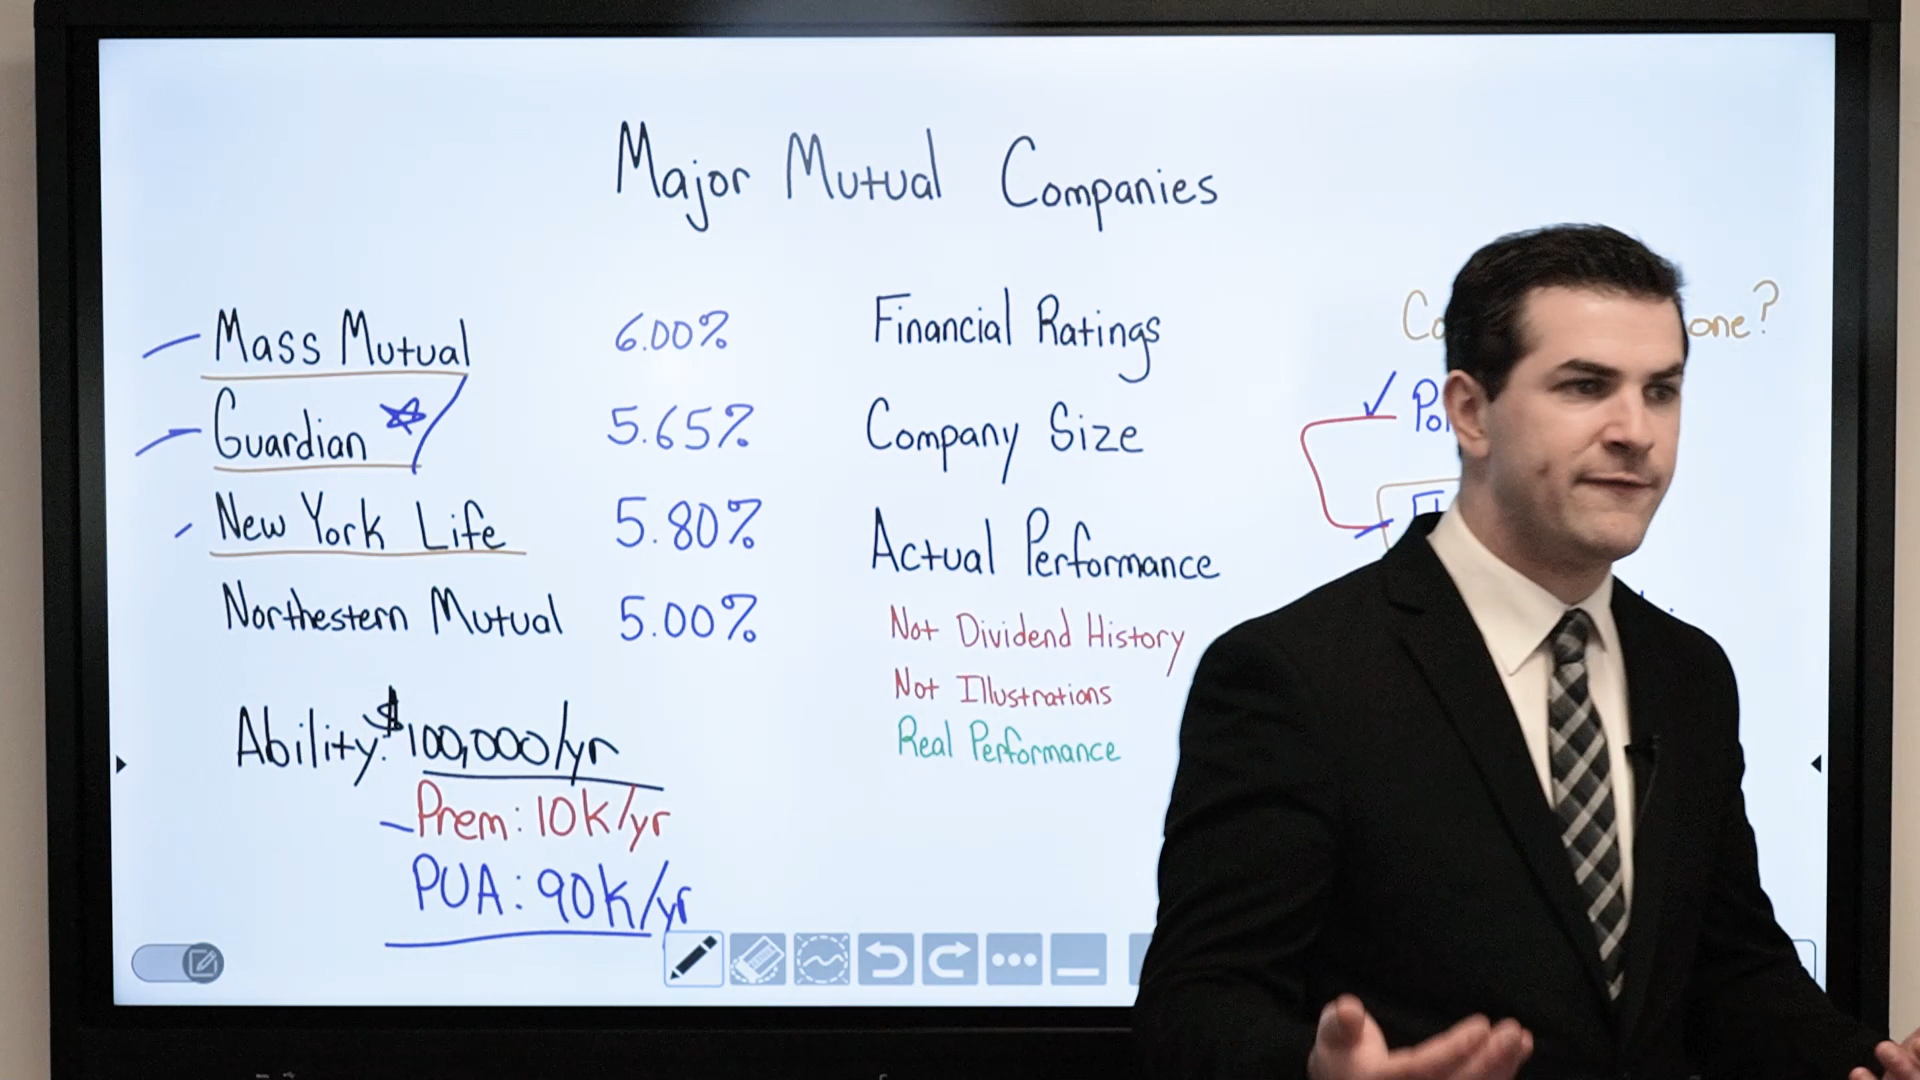 Major Mutual Companies
Mass Mutual 6.00%
Guardian 5.65%
New York Life 5.80%
Northestern Mutual 5.00%
Ability: $100,000/yr
Prem: 10k/yr
PUA: 90k/yr
Financial Ratings
Company Size
Actual Performance
Not Dividend History
Not Illustrations
Real Performance
one?